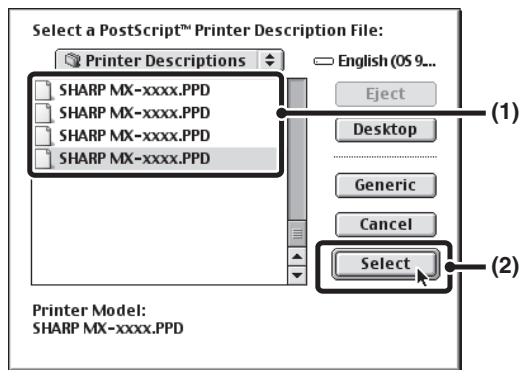 Select a PostScript™ Printer Description File:
Printer Descriptions
English (OS 9....
SHARP MX-xxxx.PPD
SHARP MX-xxxx.PPD
SHARP MX-xxxx.PPD
SHARP MX-xxxx.PPD
Eject
Desktop
Generic
Cancel
Select
(1)
(2)
Printer Model:
SHARP MX-xxxx.PPD